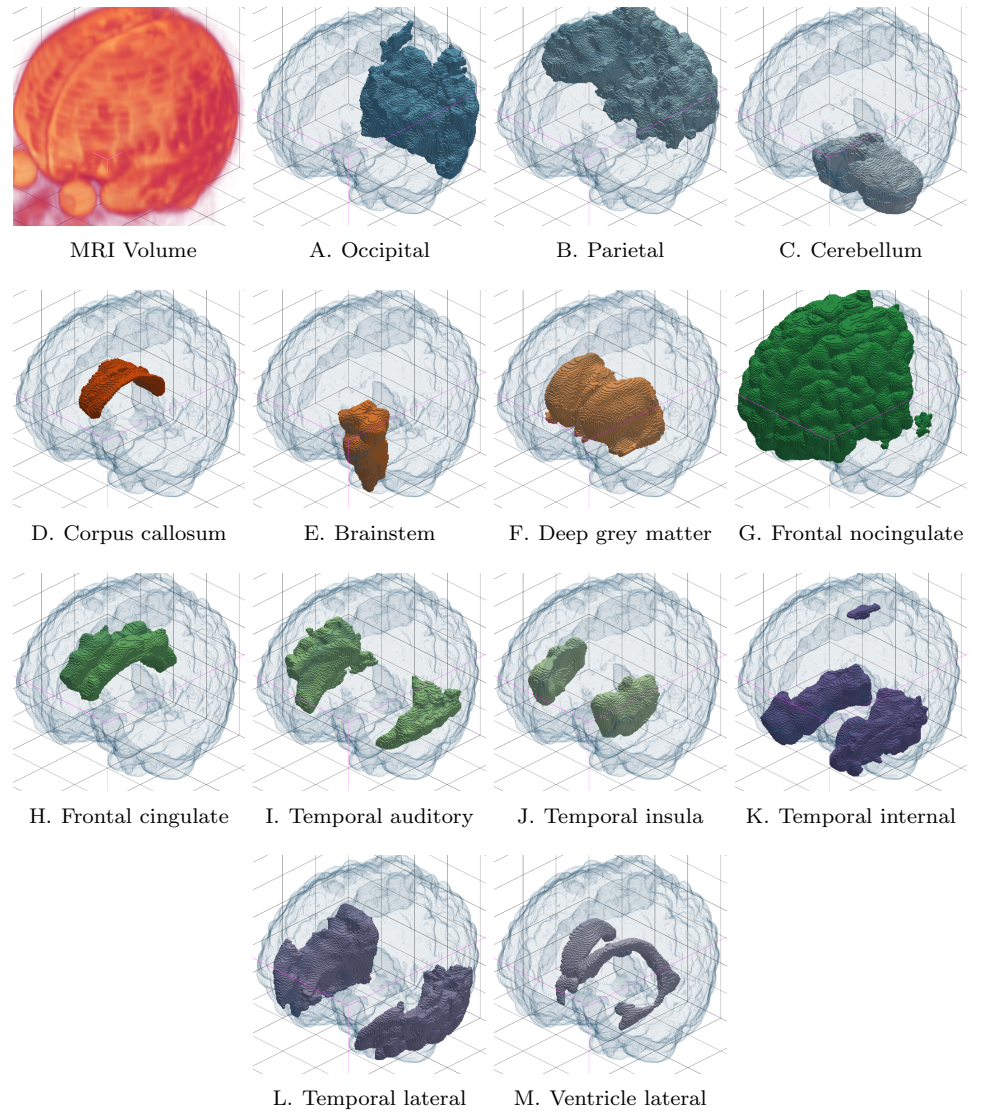 MRI Volume
A. Occipital
B. Parietal
C. Cerebellum
D. Corpus callosum
E. Brainstem
F. Deep grey matter
G. Frontal nocingulate
H. Frontal cingulate
I. Temporal auditory
J. Temporal insula
K. Temporal internal
L. Temporal lateral
M. Ventricle lateral